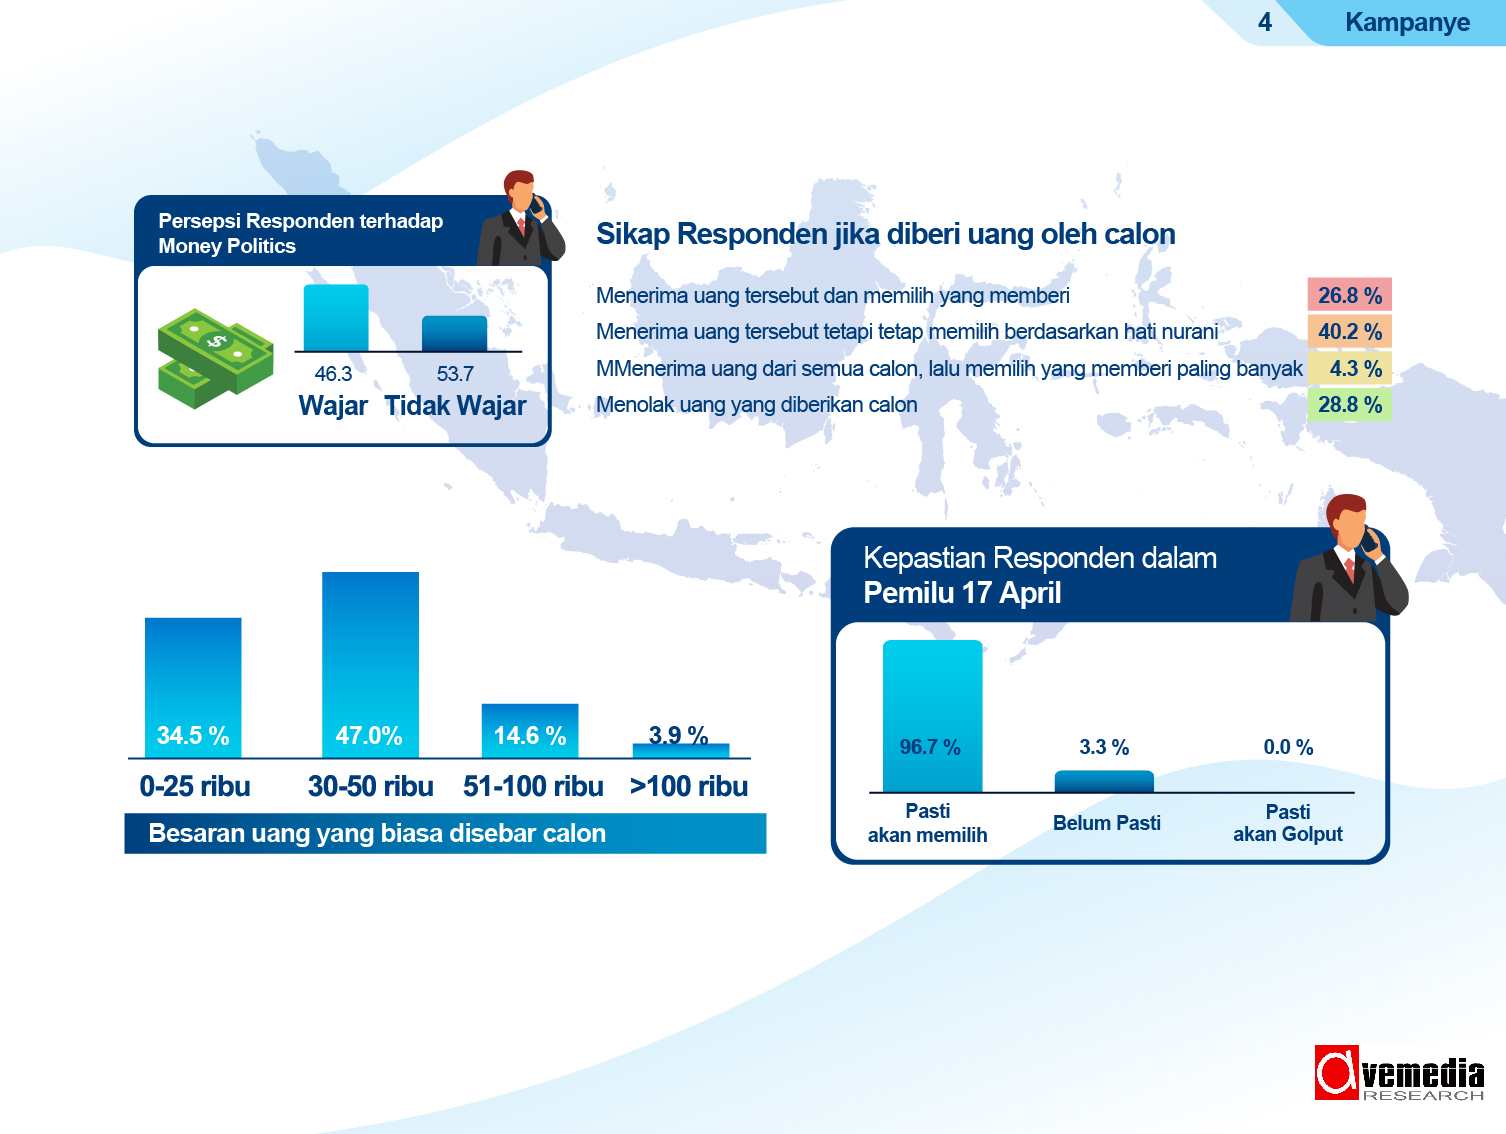 4 Kampanye
Persepsi Responden terhadap
Money Politics
46.3 53.7
Wajar Tidak Wajar
Sikap Responden jika diberi uang oleh calon
Menerima uang tersebut dan memilih yang memberi 26.8 %
Menerima uang tersebut tetapi tetap memilih berdasarkan hati nurani 40.2 %
MMenerima uang dari semua calon, lalu memilih yang memberi paling banyak 4.3 %
Menolak uang yang diberikan calon 28.8 %
34.5 % 47.0% 14.6 % 3.9 %
0-25 ribu 30-50 ribu 51-100 ribu >100 ribu
Besaran uang yang biasa disebar calon
Kepastian Responden dalam
Pemilu 17 April
96.7 % 3.3 % 0.0 %
Pasti
akan memilih
Belum Pasti
Pasti
akan Golput
avemedia
RESEARCH